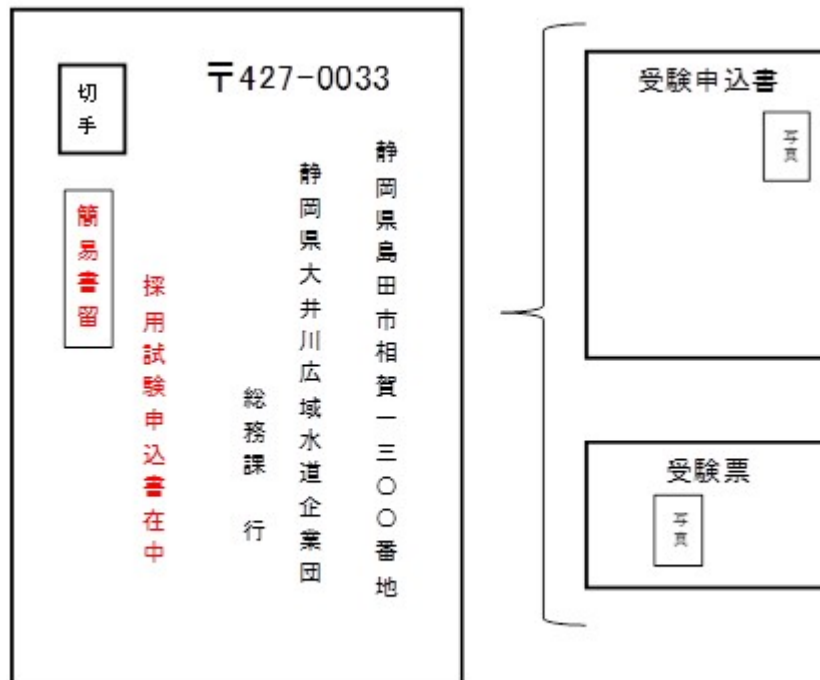 〒427-0033
切手
静岡県島田市相賀一三〇〇番地
静岡県大井川広域水道企業団
総務課 行
採用試験申込書在中
簡易書留
受験申込書
写真
受験票
写真